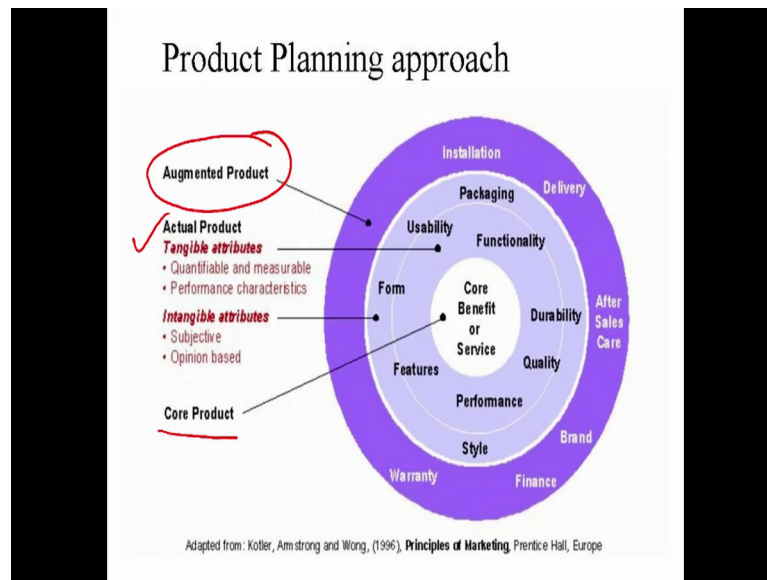 Product Planning approach
Augmented Product
Actual Product
Tangible attributes
• Quantifiable and measurable
• Performance characteristics
Intangible attributes
• Subjective
• Opinion based
Core Product
Installation
Delivery
After
Sales
Care
Brand
Finance
Warranty
Packaging
Usability
Functionality
Form
Durability
Quality
Features
Performance
Style
Core
Benefit
or
Service
Adapted from: Kotler, Armstrong and Wong, (1996), Principles of Marketing, Prentice Hall, Europe